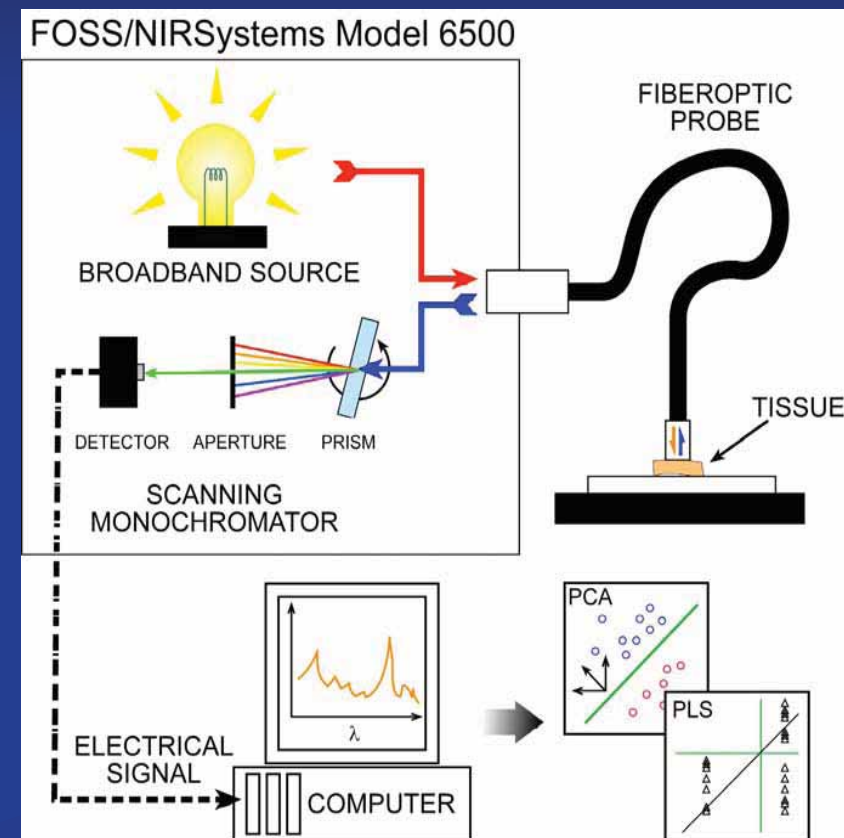 FOSS/NIRSystems Model 6500
FIBEROPTIC
PROBE
BROADBAND SOURCE
TISSUE
DETECTOR
APERTURE
PRISM
SCANNING
MONOCHROMATOR
PCA
PLS
λ
ELECTRICAL
SIGNAL
COMPUTER